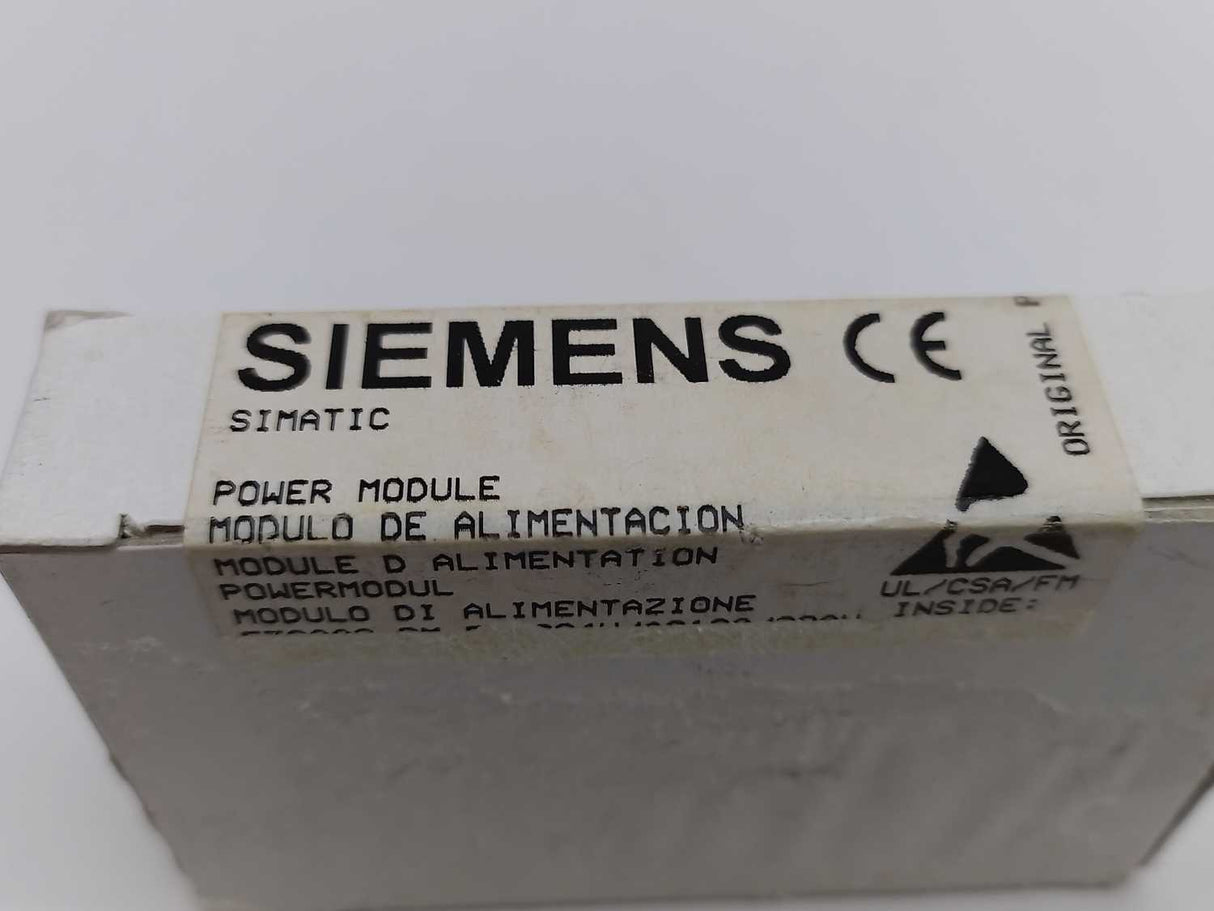 SIEMENS CE
SIMATIC
POWER MODULE
MODULO DE ALIMENTACION
MODULE D ALIMENTATION
POWERMODUL
MODULO DI ALIMENTAZIONE
ORIGINAL
UL/CSA/FM
INSIDE: